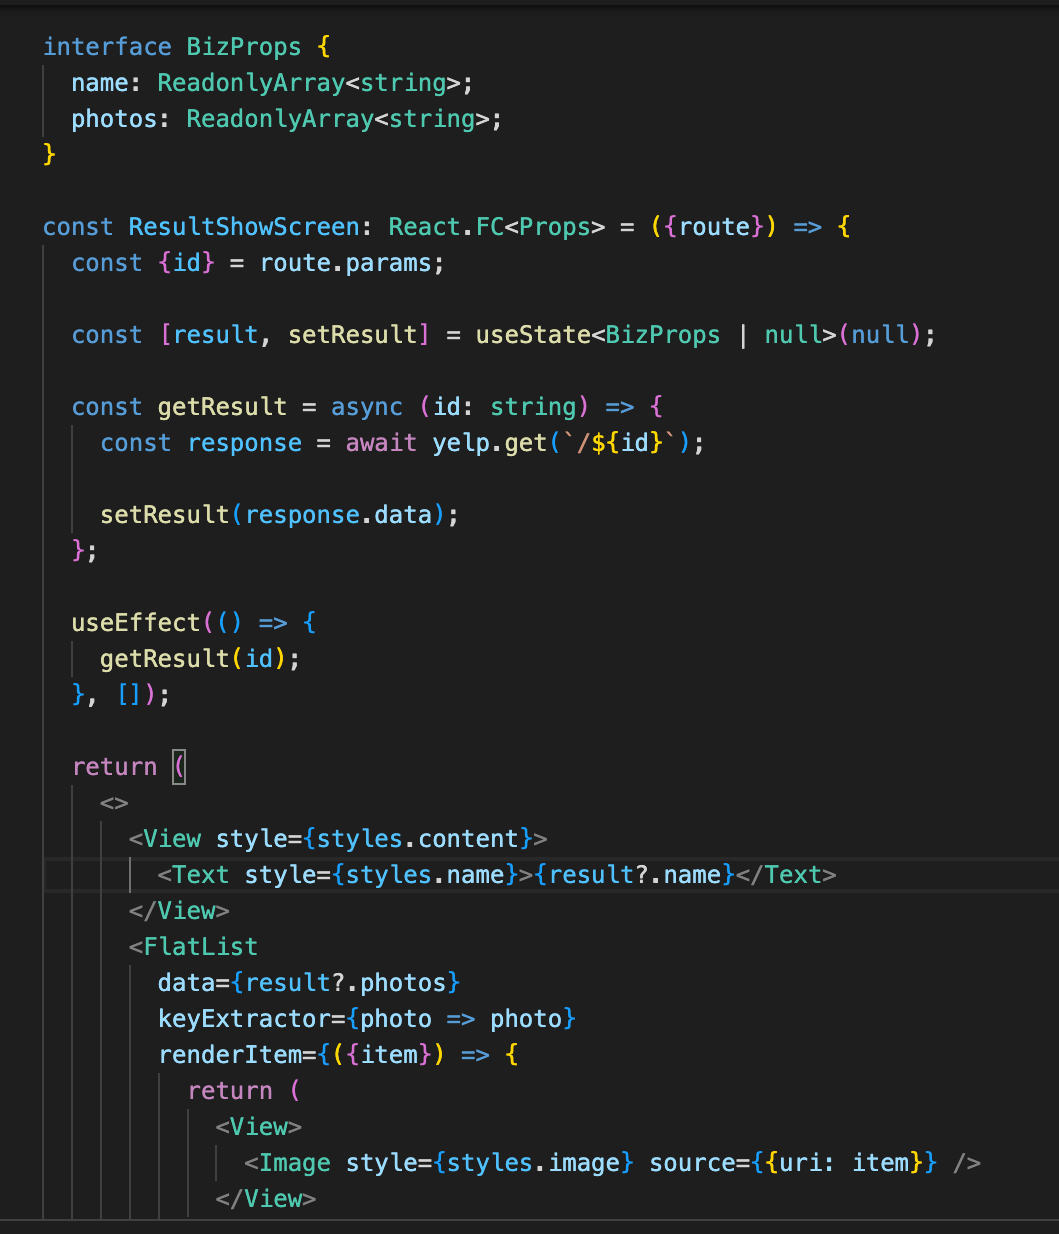 interface BizProps {
name: ReadonlyArray<string>;
photos: ReadonlyArray<string>;
}
const ResultShowScreen: React.FC<Props> = ({route}) => {
const {id} = route.params;
const [result, setResult] = useState<BizProps | null>(null);
const getResult = async (id: string) => {
const response = await yelp.get(`/${id}`);
setResult(response.data);
};
useEffect(() => {
getResult(id);
}, []);
return (
<>
<View style={styles.content}>
<Text style={styles.name}>{result?.name}</Text>
</View>
<FlatList
data={result?.photos}
keyExtractor={photo => photo}
renderItem={({item}) => {
return (
<View>
<Image style={styles.image} source={{uri: item}} />
</View>